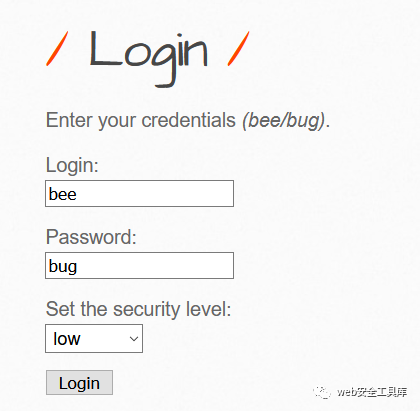 / Login /
Enter your credentials (bee/bug).
Login:
bee
Password:
bug
Set the security level:
low
Login
web安全工具库